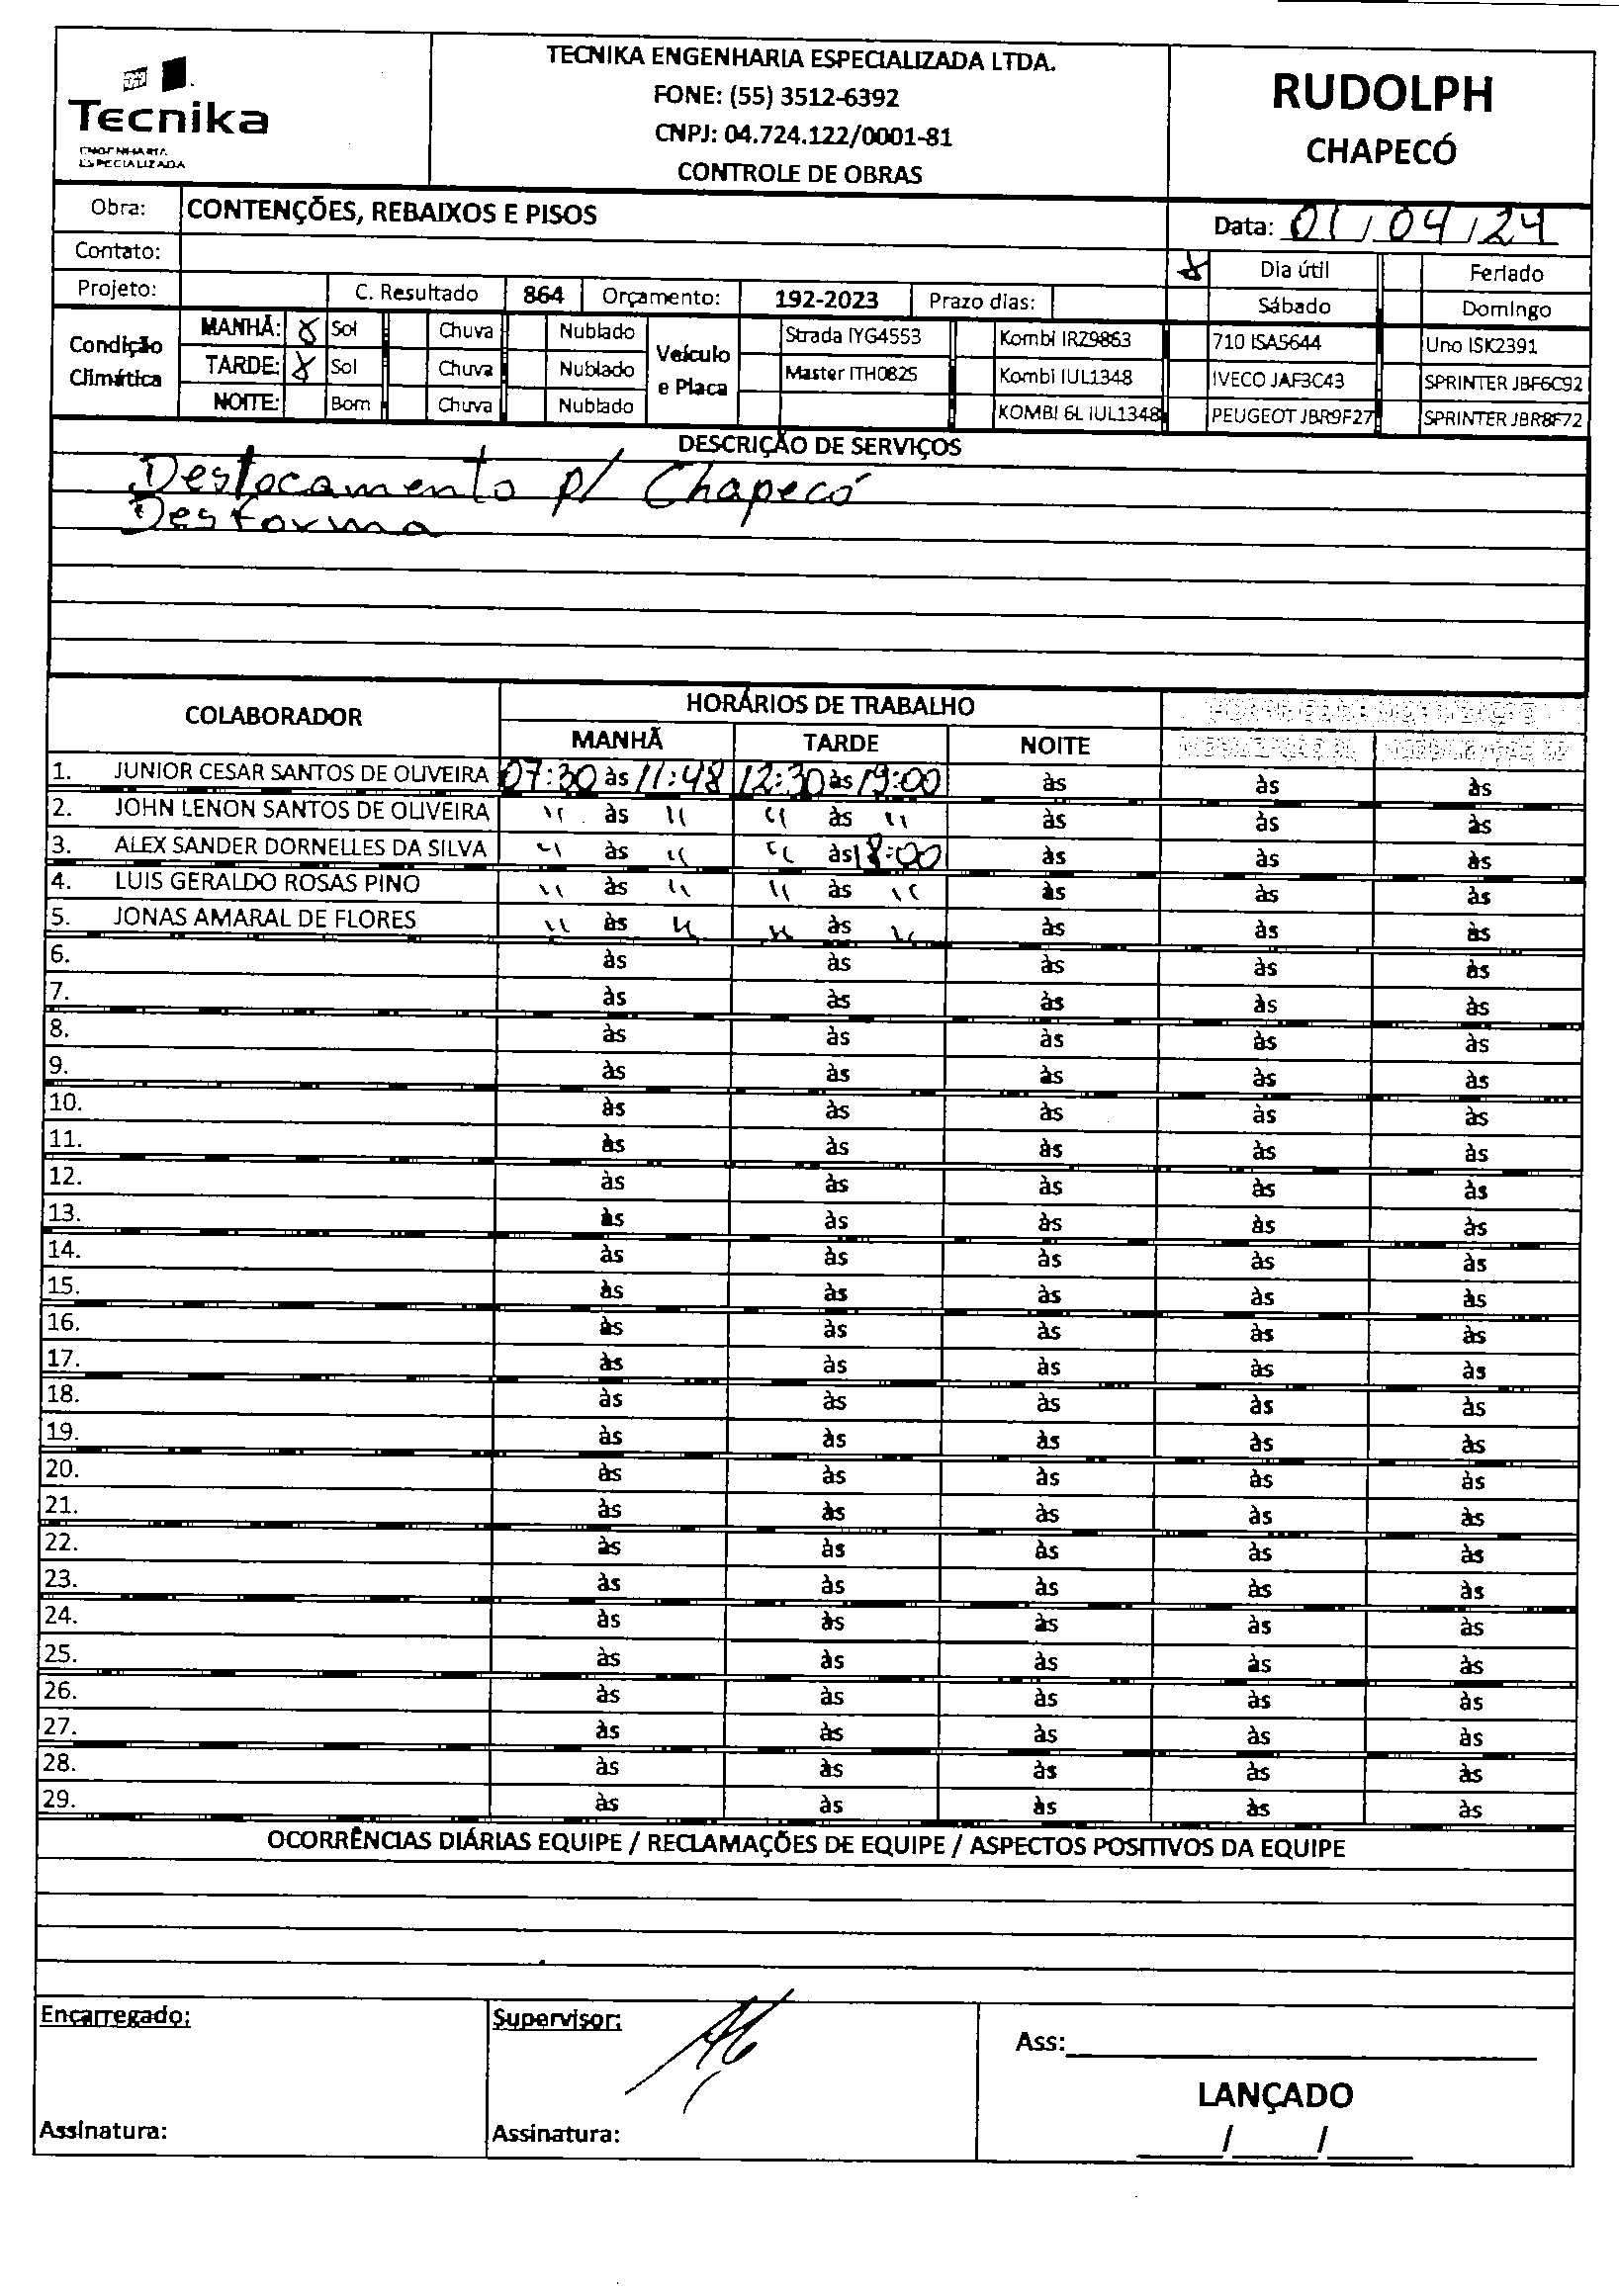 Tecnika
ENGENHARIA
ESPECIALIZADA
TECNIKA ENGENHARIA ESPECIALIZADA LTDA.
FONE: (55) 3512-6392
CNPJ: 04.724.122/0001-81
CONTROLE DE OBRAS
RUDOLPH
CHAPECÓ
Obra: CONTENÇÕES, REBAIXOS E PISOS
Data: 01/04/24
Contato:
Dia útil Feriado
Projeto: C. Resultado 864 Orçamento: 192-2023 Prazo dias:
Sábado Domingo
Condição Climática
MANHÃ: X Sol Chuva Nublado
TARDE: X Sol Chuva Nublado
NOITE: Bom Chuva Nublado
Veículo e Placa
Strada IYG4553 Kombi IRZ9863 710 ISA5644 Uno ISK2391
Master ITH0825 Kombi IUL1348 IVECO JAF3C43 SPRINTER JBF6C92
KOMBI 6L IUL1348 PEUGEOT JBR9F27 SPRINTER JBR8F72
DESCRIÇÃO DE SERVIÇOS
Deslocamento p/ Chapecó
Desforma
COLABORADOR HORÁRIOS DE TRABALHO
MANHÃ TARDE NOITE
1. JUNIOR CESAR SANTOS DE OLIVEIRA 07:30 às 11:48 12:30 às 19:00 às às às
2. JOHN LENON SANTOS DE OLIVEIRA " às " " às " às às às
3. ALEX SANDER DORNELLES DA SILVA " às " " às 18:00 às às às
4. LUIS GERALDO ROSAS PINO " às " " às " às às às
5. JONAS AMARAL DE FLORES " às " " às " às às às
6. às às às às às
7. às às às às às
8. às às às às às
9. às às às às às
10. às às às às às
11. às às às às às
12. às às às às às
13. às às às às às
14. às às às às às
15. às às às às às
16. às às às às às
17. às às às às às
18. às às às às às
19. às às às às às
20. às às às às às
21. às às às às às
22. às às às às às
23. às às às às às
24. às às às às às
25. às às às às às
26. às às às às às
27. às às às às às
28. às às às às às
29. às às às às às
OCORRÊNCIAS DIÁRIAS EQUIPE / RECLAMAÇÕES DE EQUIPE / ASPECTOS POSITIVOS DA EQUIPE
Encarregado: Supervisor:
Ass:
LANÇADO
Assinatura: Assinatura:
/ /